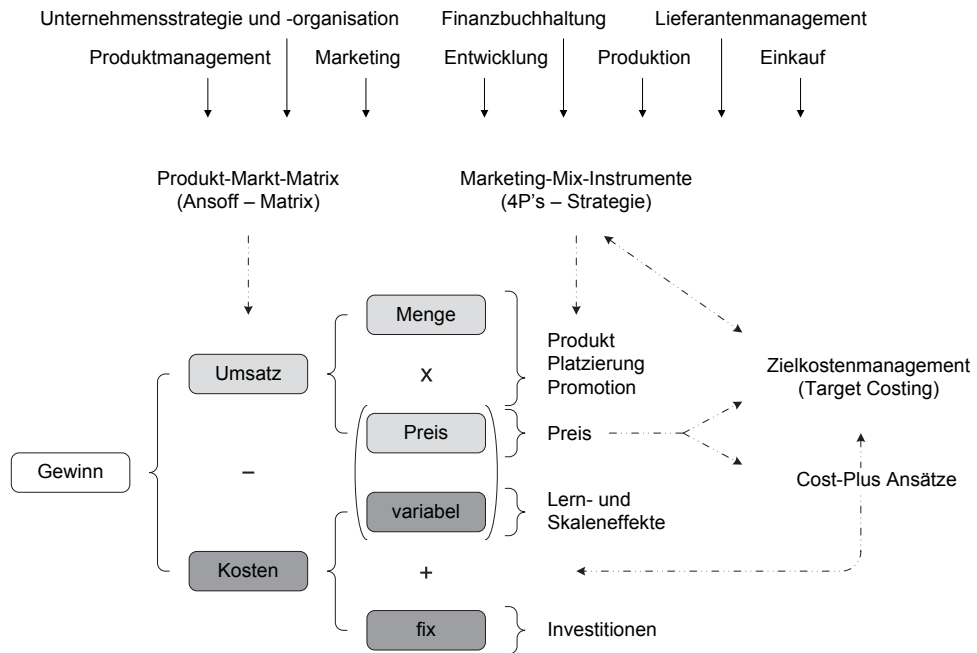 Unternehmensstrategie und -organisation
Finanzbuchhaltung
Lieferantenmanagement
Produktmanagement
Marketing
Entwicklung
Produktion
Einkauf
Produkt-Markt-Matrix
(Ansoff – Matrix)
Marketing-Mix-Instrumente
(4P's – Strategie)
Menge
Umsatz
x
Produkt
Platzierung
Promotion
Zielkostenmanagement
(Target Costing)
Preis
Preis
Gewinn
–
Cost-Plus Ansätze
variabel
Lern- und
Skaleneffekte
Kosten
+
fix
Investitionen